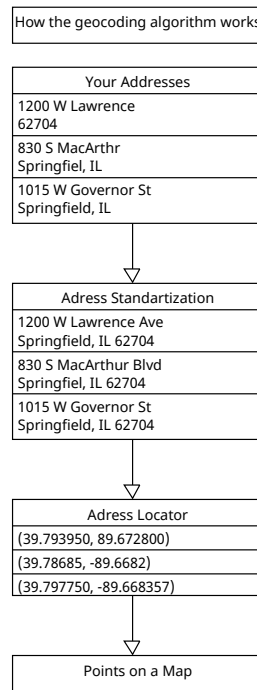 How the geocoding algorithm works
Your Addresses
1200 W Lawrence
62704
830 S MacArthr
Springfiel, IL
1015 W Governor St
Springfield, IL
Adress Standartization
1200 W Lawrence Ave
Springfield, IL 62704
830 S MacArthur Blvd
Springfiel, IL 62704
1015 W Governor St
Springfield, IL 62704
Adress Locator
(39.793950, 89.672800)
(39.78685, -89.6682)
(39.797750, -89.668357)
Points on a Map